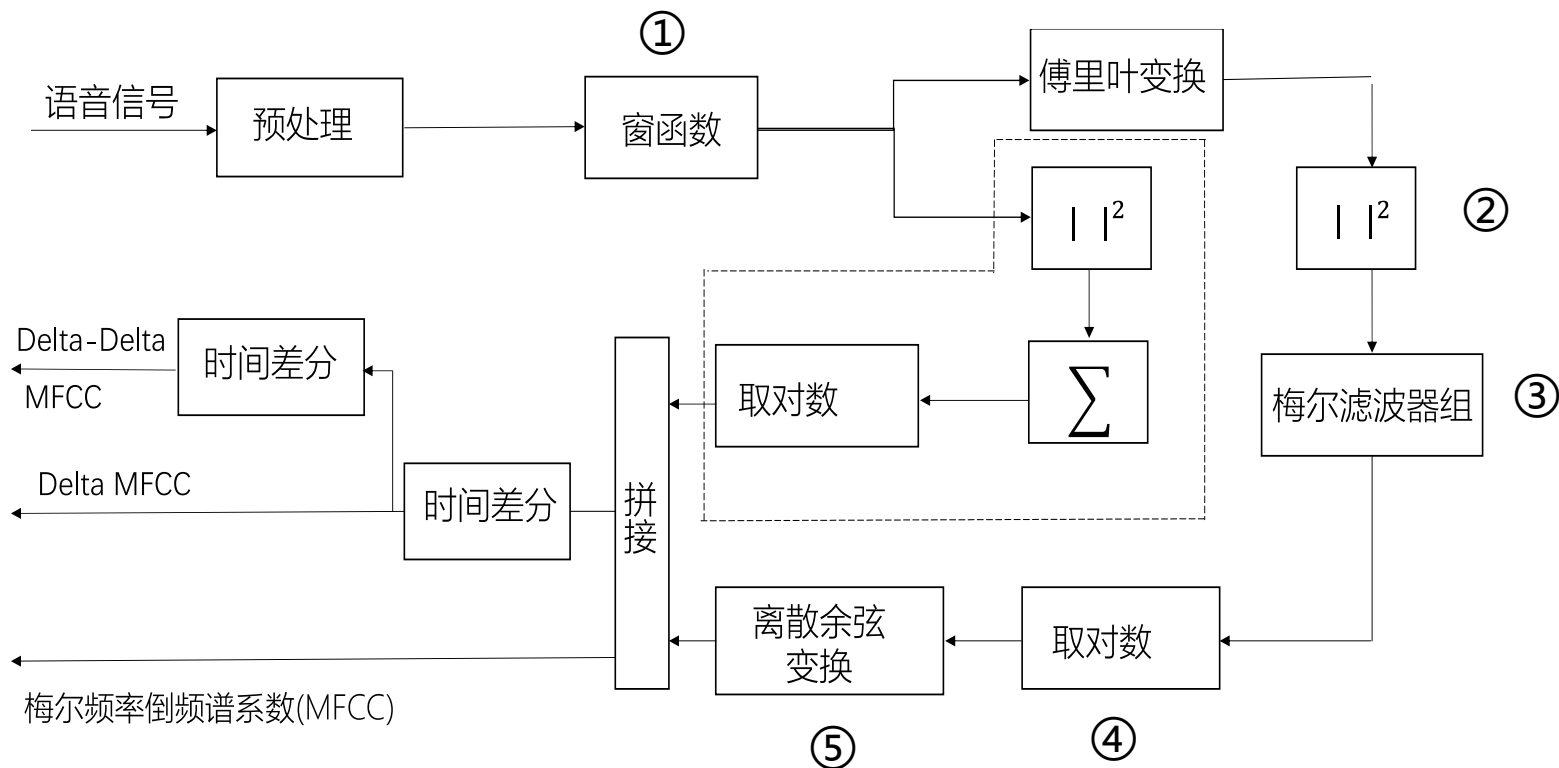 ①
语音信号
预处理
窗函数
傅里叶变换
| |²
| |²
②
Delta-Delta
MFCC
时间差分
取对数
∑
梅尔滤波器组
③
Delta MFCC
时间差分
拼
接
离散余弦
变换
取对数
梅尔频率倒频谱系数(MFCC)
⑤
④